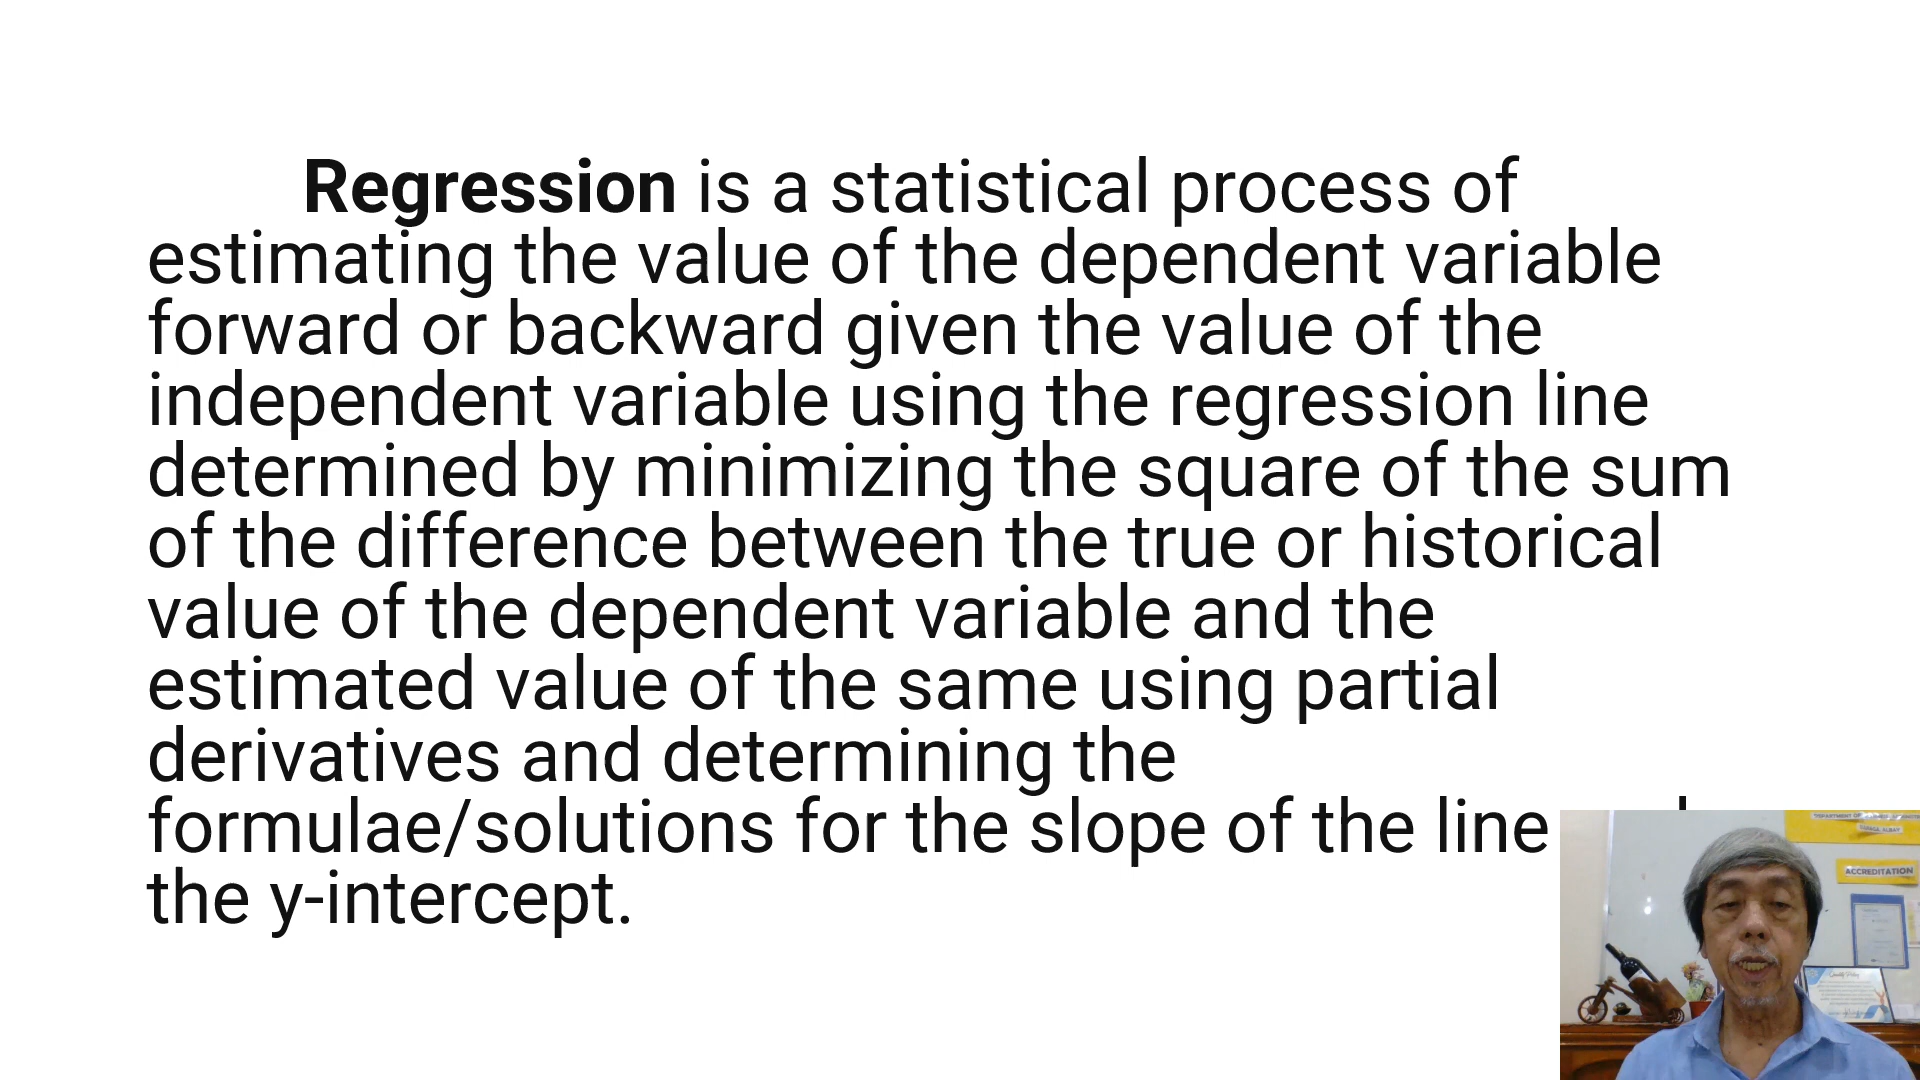 Regression is a statistical process of
estimating the value of the dependent variable
forward or backward given the value of the
independent variable using the regression line
determined by minimizing the square of the sum
of the difference between the true or historical
value of the dependent variable and the
estimated value of the same using partial
derivatives and determining the
formulae/solutions for the slope of the line
the y-intercept.
ACCREDITATION